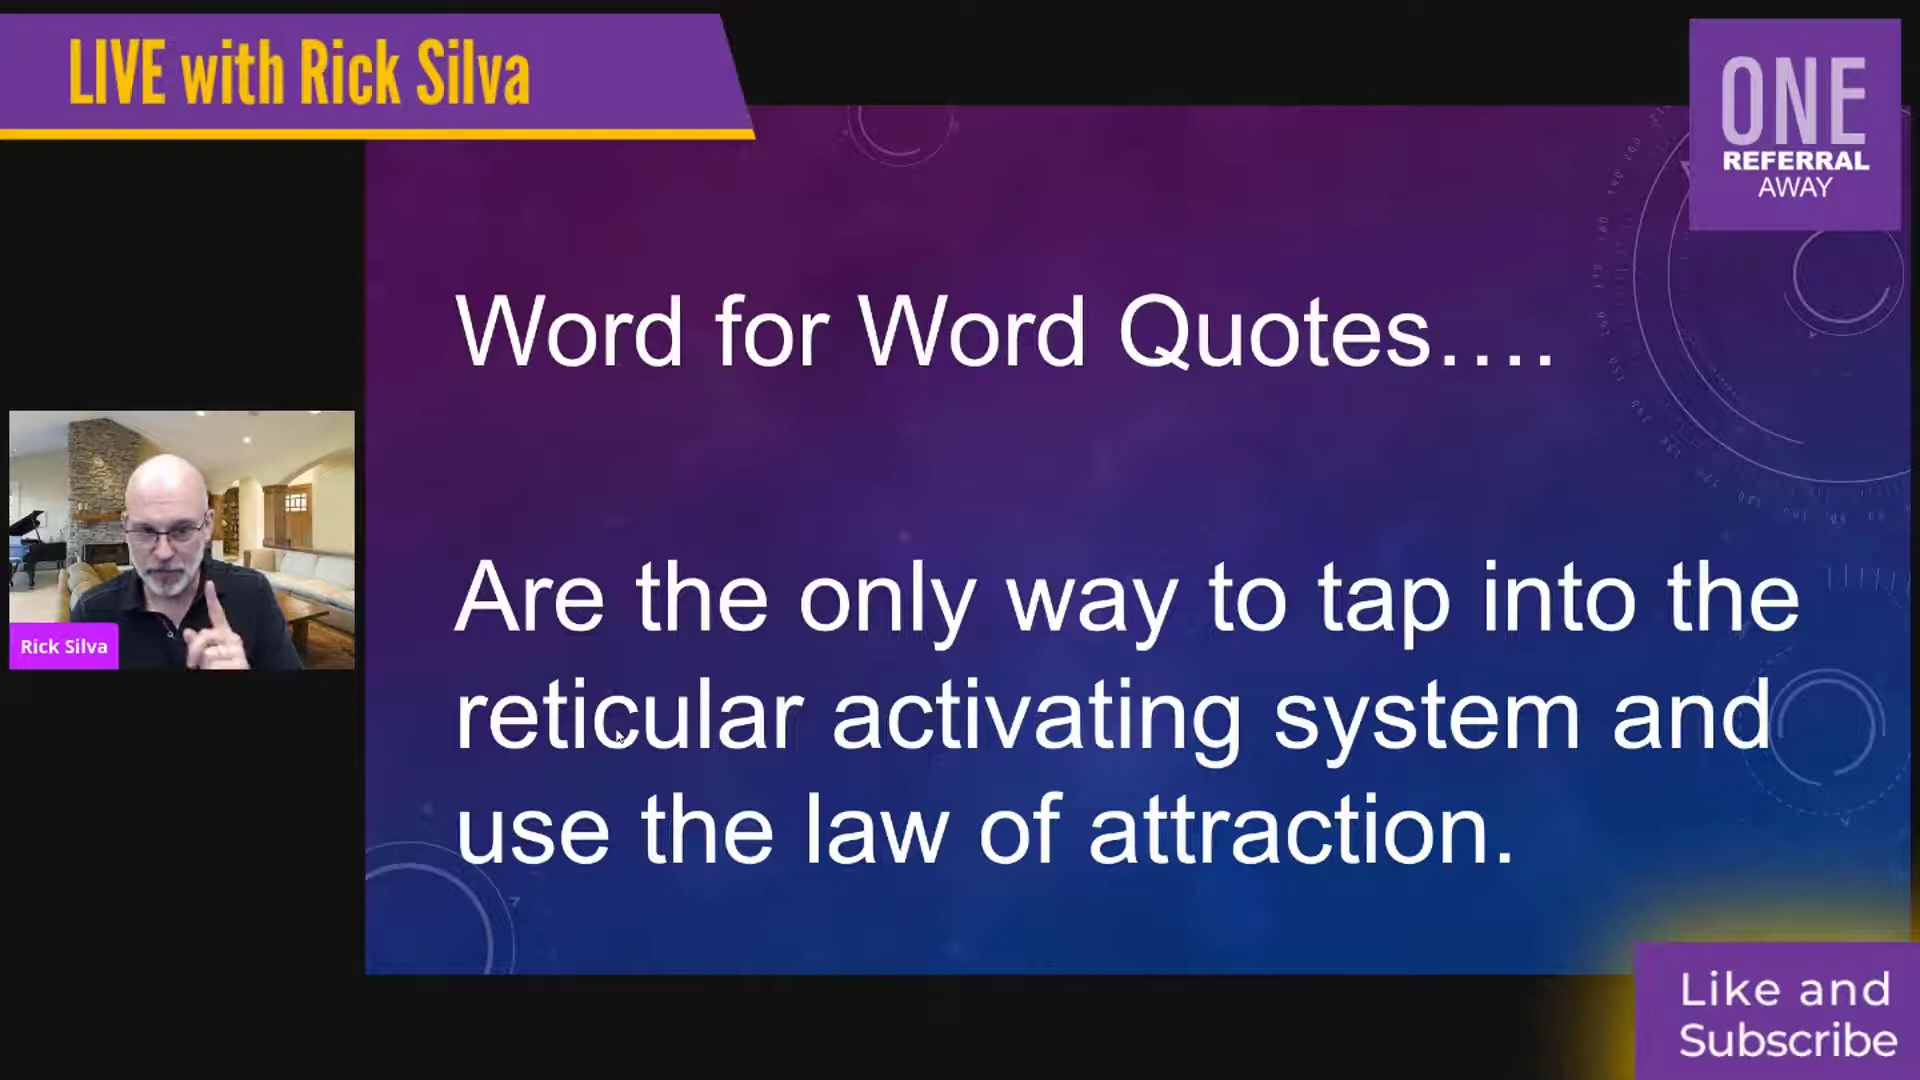 LIVE with Rick Silva
ONE
REFERRAL
AWAY
Word for Word Quotes....
Are the only way to tap into the
reticular activating system and
use the law of attraction.
Rick Silva
Like and
Subscribe